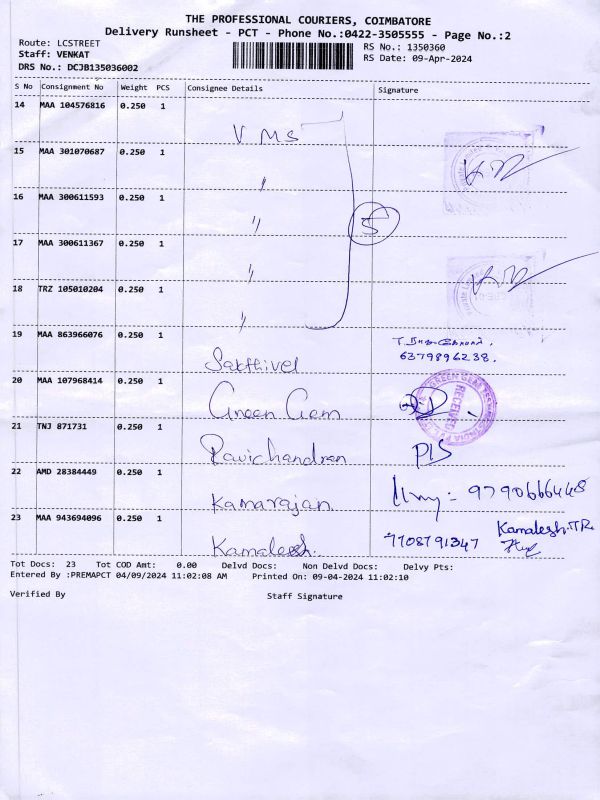 THE PROFESSIONAL COURIERS, COIMBATORE
Delivery Runsheet - PCT - Phone No.:0422-3505555 - Page No.:2
Route: LCSTREET
Staff: VENKAT
DRS No.: DCJB135036002
RS No.: 1350360
RS Date: 09-Apr-2024
S No Consignment No Weight PCS Consignee Details Signature
14 MAA 104576816 0.250 1 V MS
15 MAA 301070687 0.250 1 "
16 MAA 300611593 0.250 1 " 5
17 MAA 300611367 0.250 1 "
18 TRZ 105010204 0.250 1 "
19 MAA 863966076 0.250 1 Sakthivel 6379896238.
20 MAA 107968414 0.250 1 Green Gem RECEIVED
21 TNJ 871731 0.250 1 Ravichandran PIS
22 AMD 28384449 0.250 1 Kamarajan 9790666448
23 MAA 943694096 0.250 1 Kamalesh. 7708791347 Kamalesh.T.R.
Tot Docs: 23 Tot COD Amt: 0.00 Delvd Docs: Non Delvd Docs: Delvy Pts:
Entered By :PREMAPCT 04/09/2024 11:02:08 AM Printed On: 09-04-2024 11:02:10
Verified By Staff Signature